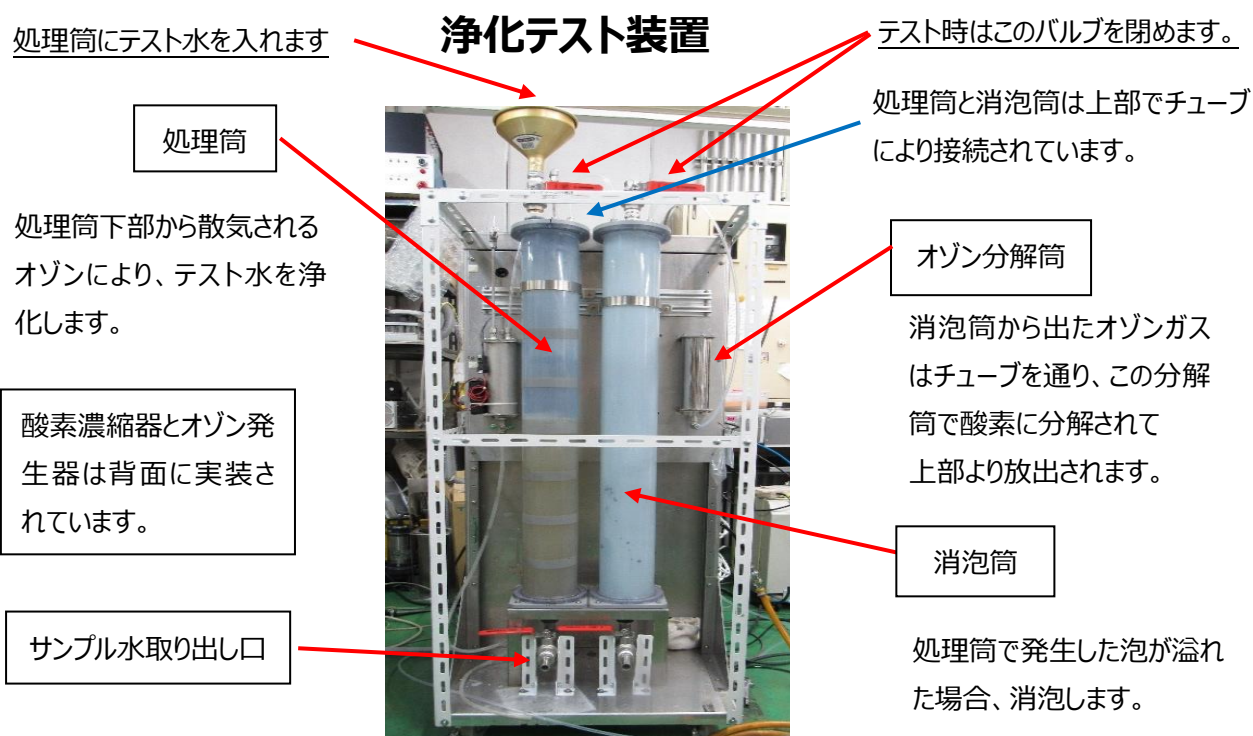 浄化テスト装置
処理筒にテスト水を入れます
処理筒
処理筒下部から散気される
オゾンにより、テスト水を浄
化します。
酸素濃縮器とオゾン発
生器は背面に実装さ
れています。
サンプル水取り出し口
テスト時はこのバルブを閉めます。
処理筒と消泡筒は上部でチューブ
により接続されています。
オゾン分解筒
消泡筒から出たオゾンガス
はチューブを通り、この分解
筒で酸素に分解されて
上部より放出されます。
消泡筒
処理筒で発生した泡が溢れ
た場合、消泡します。